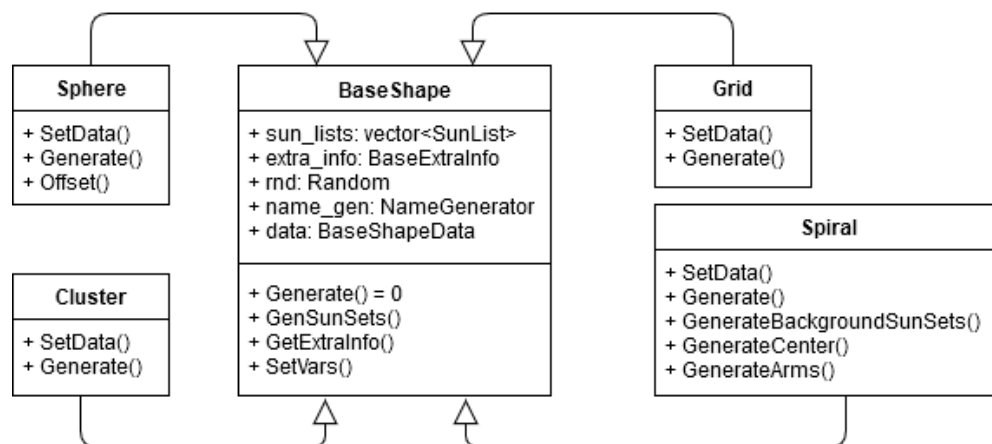 Sphere
+ SetData()
+ Generate()
+ Offset()
Cluster
+ SetData()
+ Generate()
BaseShape
+ sun_lists: vector<SunList>
+ extra_info: BaseExtraInfo
+ rnd: Random
+ name_gen: NameGenerator
+ data: BaseShapeData
+ Generate() = 0
+ GenSunSets()
+ GetExtraInfo()
+ SetVars()
Grid
+ SetData()
+ Generate()
Spiral
+ SetData()
+ Generate()
+ GenerateBackgroundSunSets()
+ GenerateCenter()
+ GenerateArms()